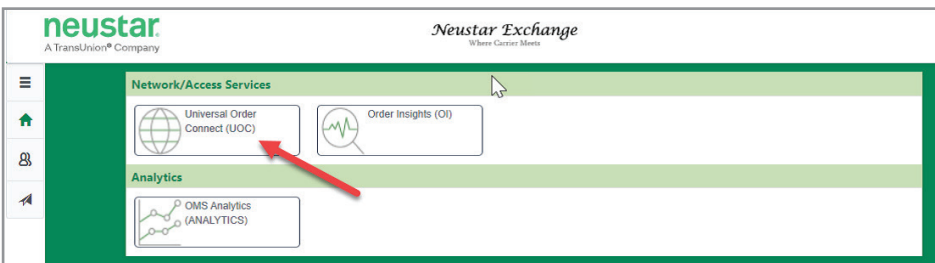 neustar.
A TransUnion® Company
Neustar Exchange
Where Carrier Meets
Network/Access Services
Universal Order
Connect (UOC)
Order Insights (OI)
Analytics
OMS Analytics
(ANALYTICS)